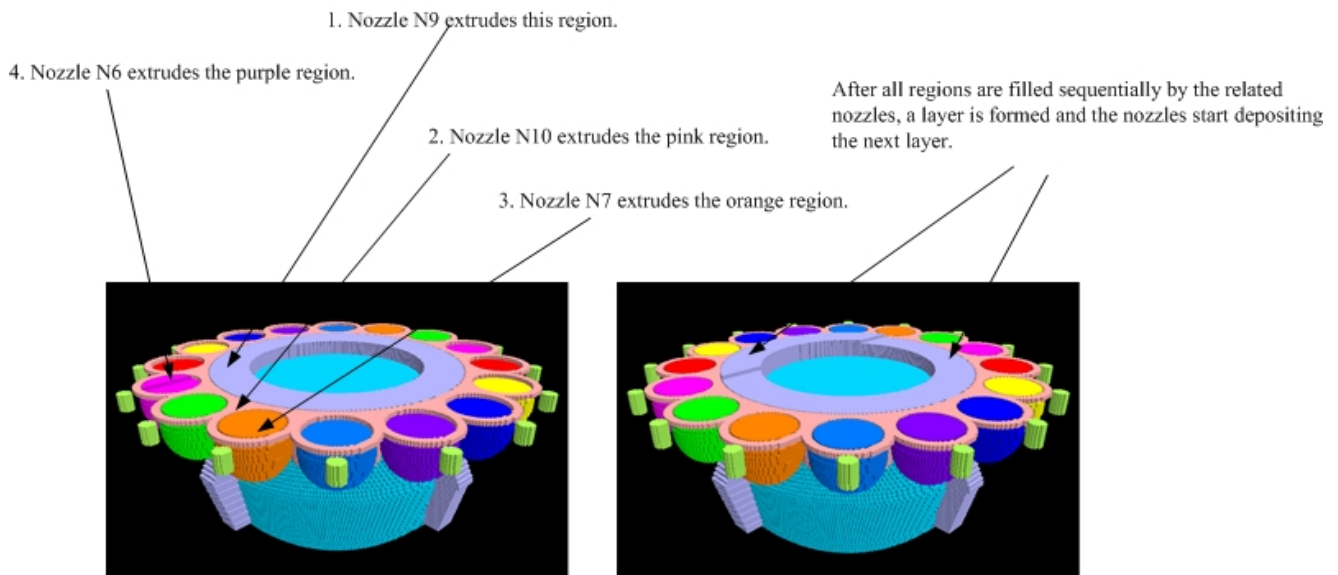 1. Nozzle N9 extrudes this region.
4. Nozzle N6 extrudes the purple region.
2. Nozzle N10 extrudes the pink region.
3. Nozzle N7 extrudes the orange region.
After all regions are filled sequentially by the related
nozzles, a layer is formed and the nozzles start depositing
the next layer.